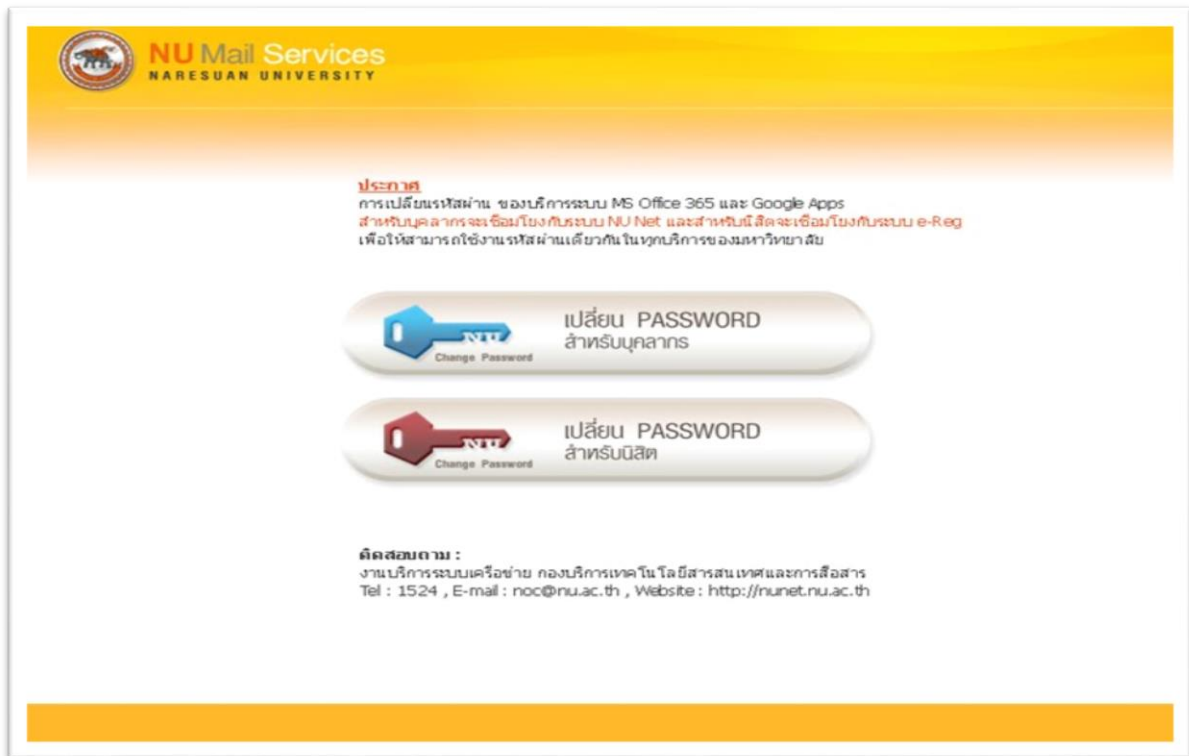 NU Mail Services
NARESUAN UNIVERSITY
ประกาศ
การเปลี่ยนรหัสผ่าน ของบริการระบบ MS Office 365 และ Google Apps
สำหรับบุคลากรจะเชื่อมโยงกับระบบ NU Net และสำหรับนิสิตจะเชื่อมโยงกับระบบ e-Reg
เพื่อให้สามารถใช้งานรหัสผ่านเดียวกันในทุกบริการของมหาวิทยาลัย
NU
Change Password
เปลี่ยน PASSWORD
สำหรับบุคลากร
NU
Change Password
เปลี่ยน PASSWORD
สำหรับนิสิต
ติดสอบถาม :
งานบริการระบบเครือข่าย กองบริการเทคโนโลยีสารสนเทศและการสื่อสาร
Tel : 1524 , E-mail : noc@nu.ac.th , Website : http://nunet.nu.ac.th